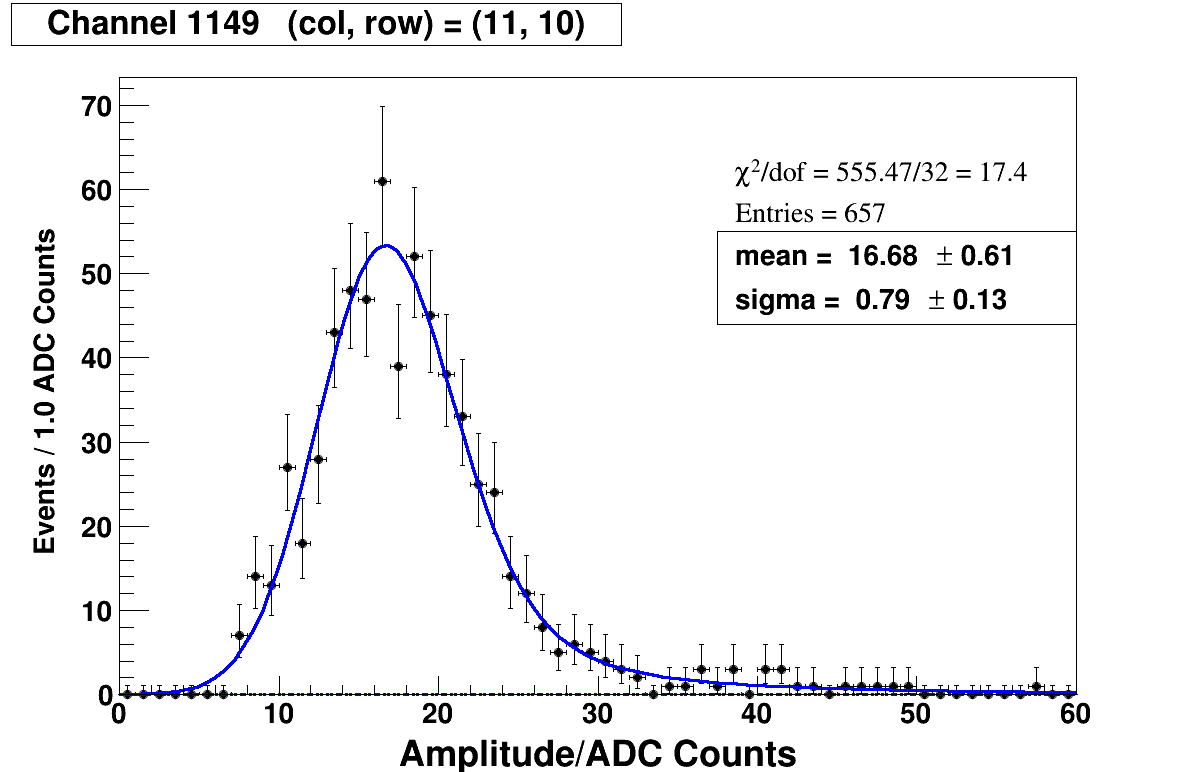 Channel 1149 (col, row) = (11, 10)
70
60
50
40
30
20
10
0
Events / 1.0 ADC Counts
χ²/dof = 555.47/32 = 17.4
Entries = 657
mean = 16.68 ± 0.61
sigma = 0.79 ± 0.13
0 10 20 30 40 50 60
Amplitude/ADC Counts